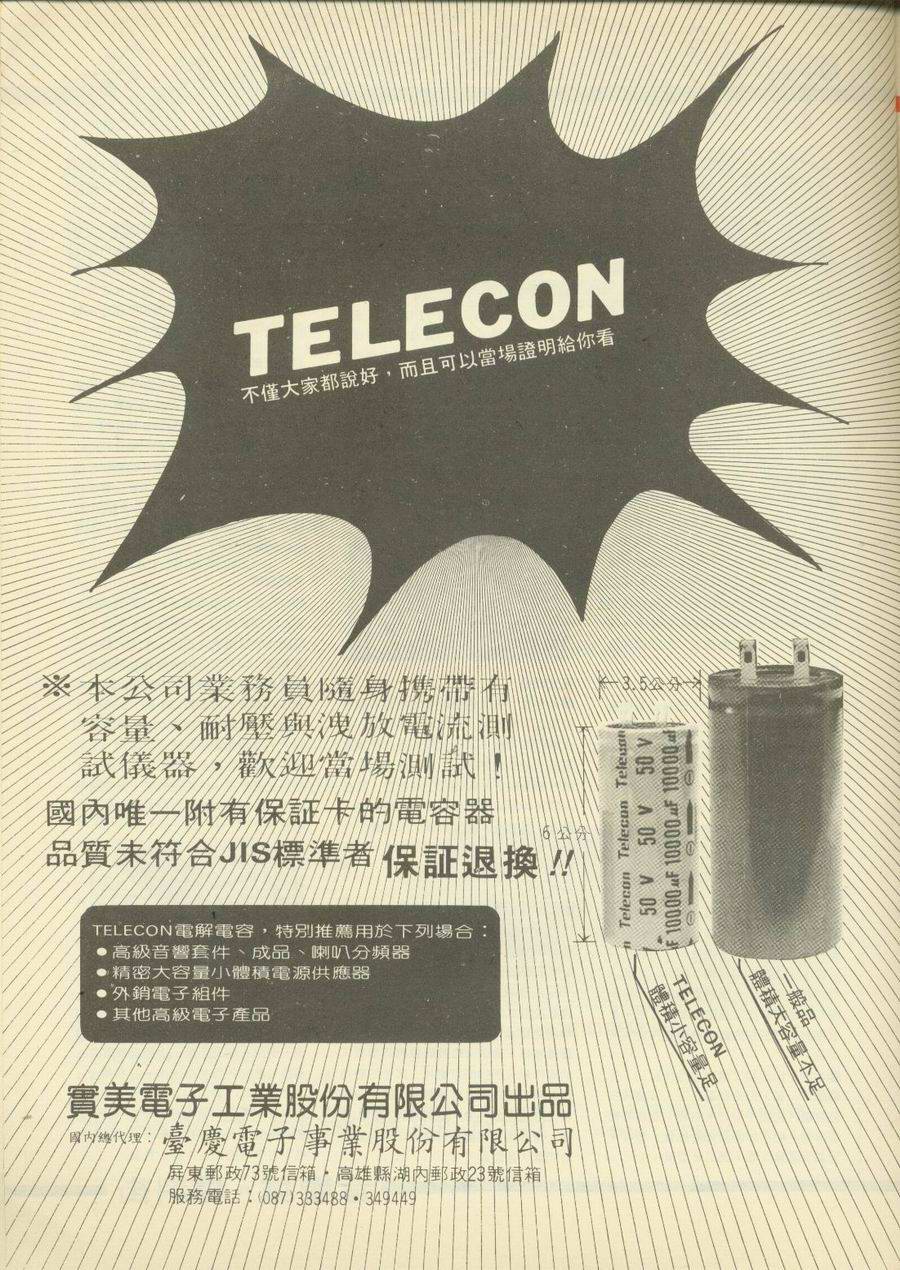 TELECON
不僅大家都說好，而且可以當場證明給你看
※本公司業務員隨身携帶有
容量、耐壓與洩放電流測
試儀器，歡迎當場測試！
國內唯一附有保証卡的電容器
品質未符合JIS標準者 保証退換!!
3.5公分
6公分
Telecon Telecon Telecon
50 V 50 V 50 V
10000μF 10000μF 10000μF
TELECON
體積小容量足
一般品
體積大容量不足
TELECON電解電容，特別推薦用於下列場合：
●高級音響套件、成品、喇叭分頻器
●精密大容量小體積電源供應器
●外銷電子組件
●其他高級電子產品
實美電子工業股份有限公司出品
國內總代理：臺慶電子事業股份有限公司
屏東郵政73號信箱・高雄縣湖內郵政23號信箱
服務電話：(087)333488・349449